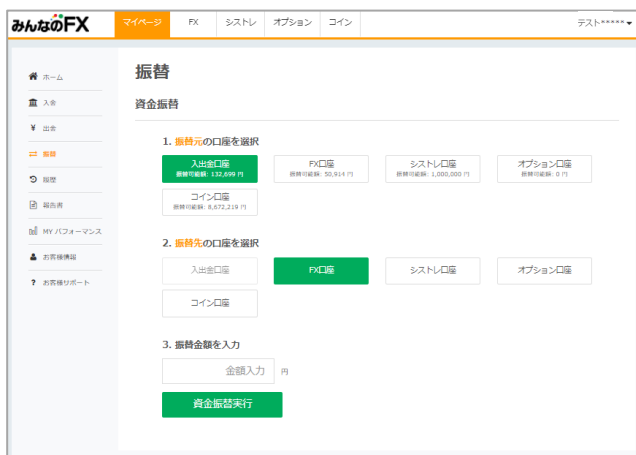 みんなのFX
マイページ FX シストレ オプション コイン テスト*****
ホーム
入金
出金
振替
履歴
報告書
MY パフォーマンス
お客様情報
お客様サポート
振替
資金振替
1. 振替元の口座を選択
入出金口座 FX口座 シストレ口座 オプション口座
振替可能額: 132,699 円 振替可能額: 50,914 円 振替可能額: 1,000,000 円 振替可能額: 0 円
コイン口座
振替可能額: 8,672,219 円
2. 振替先の口座を選択
入出金口座 FX口座 シストレ口座 オプション口座
コイン口座
3. 振替金額を入力
金額入力 円
資金振替実行